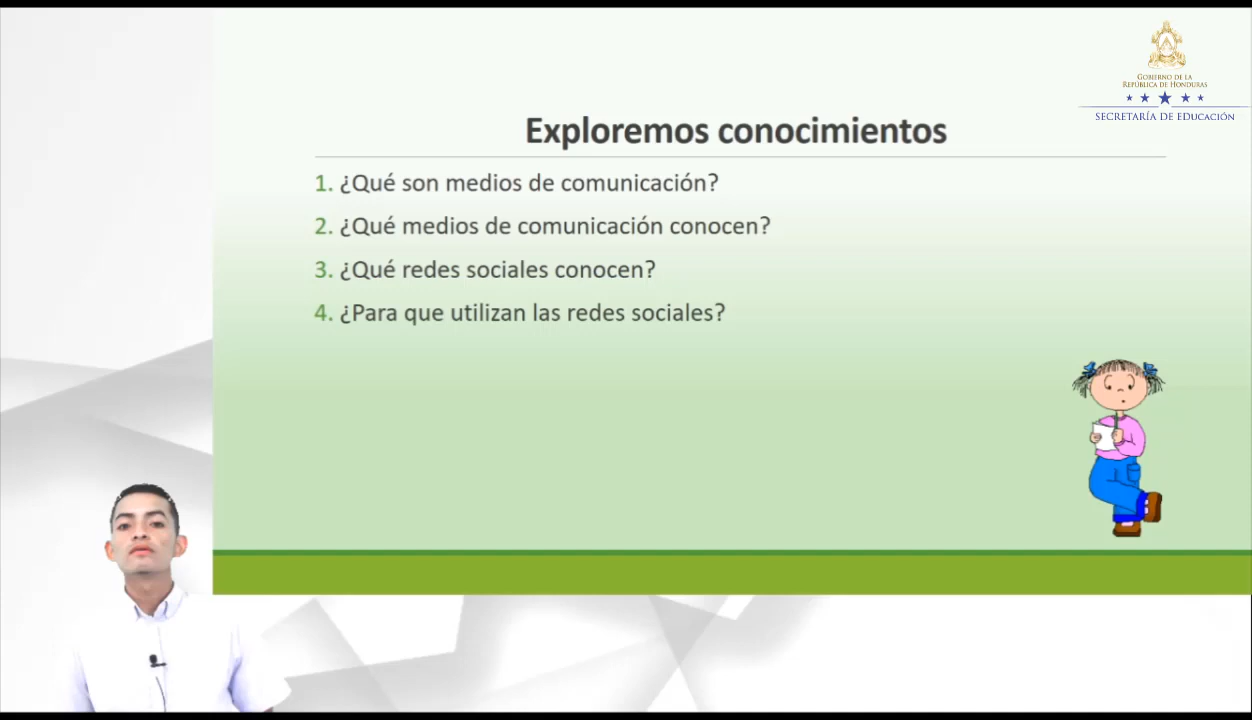 GOBIERNO DE LA
REPÚBLICA DE HONDURAS
SECRETARÍA DE EDUCACIÓN
Exploremos conocimientos
1. ¿Qué son medios de comunicación?
2. ¿Qué medios de comunicación conocen?
3. ¿Qué redes sociales conocen?
4. ¿Para que utilizan las redes sociales?